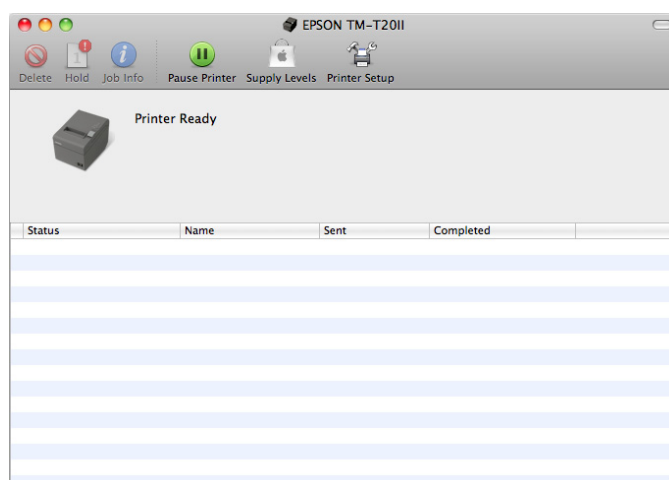 EPSON TM-T20II
Delete Hold Job Info Pause Printer Supply Levels Printer Setup
Printer Ready
Status Name Sent Completed